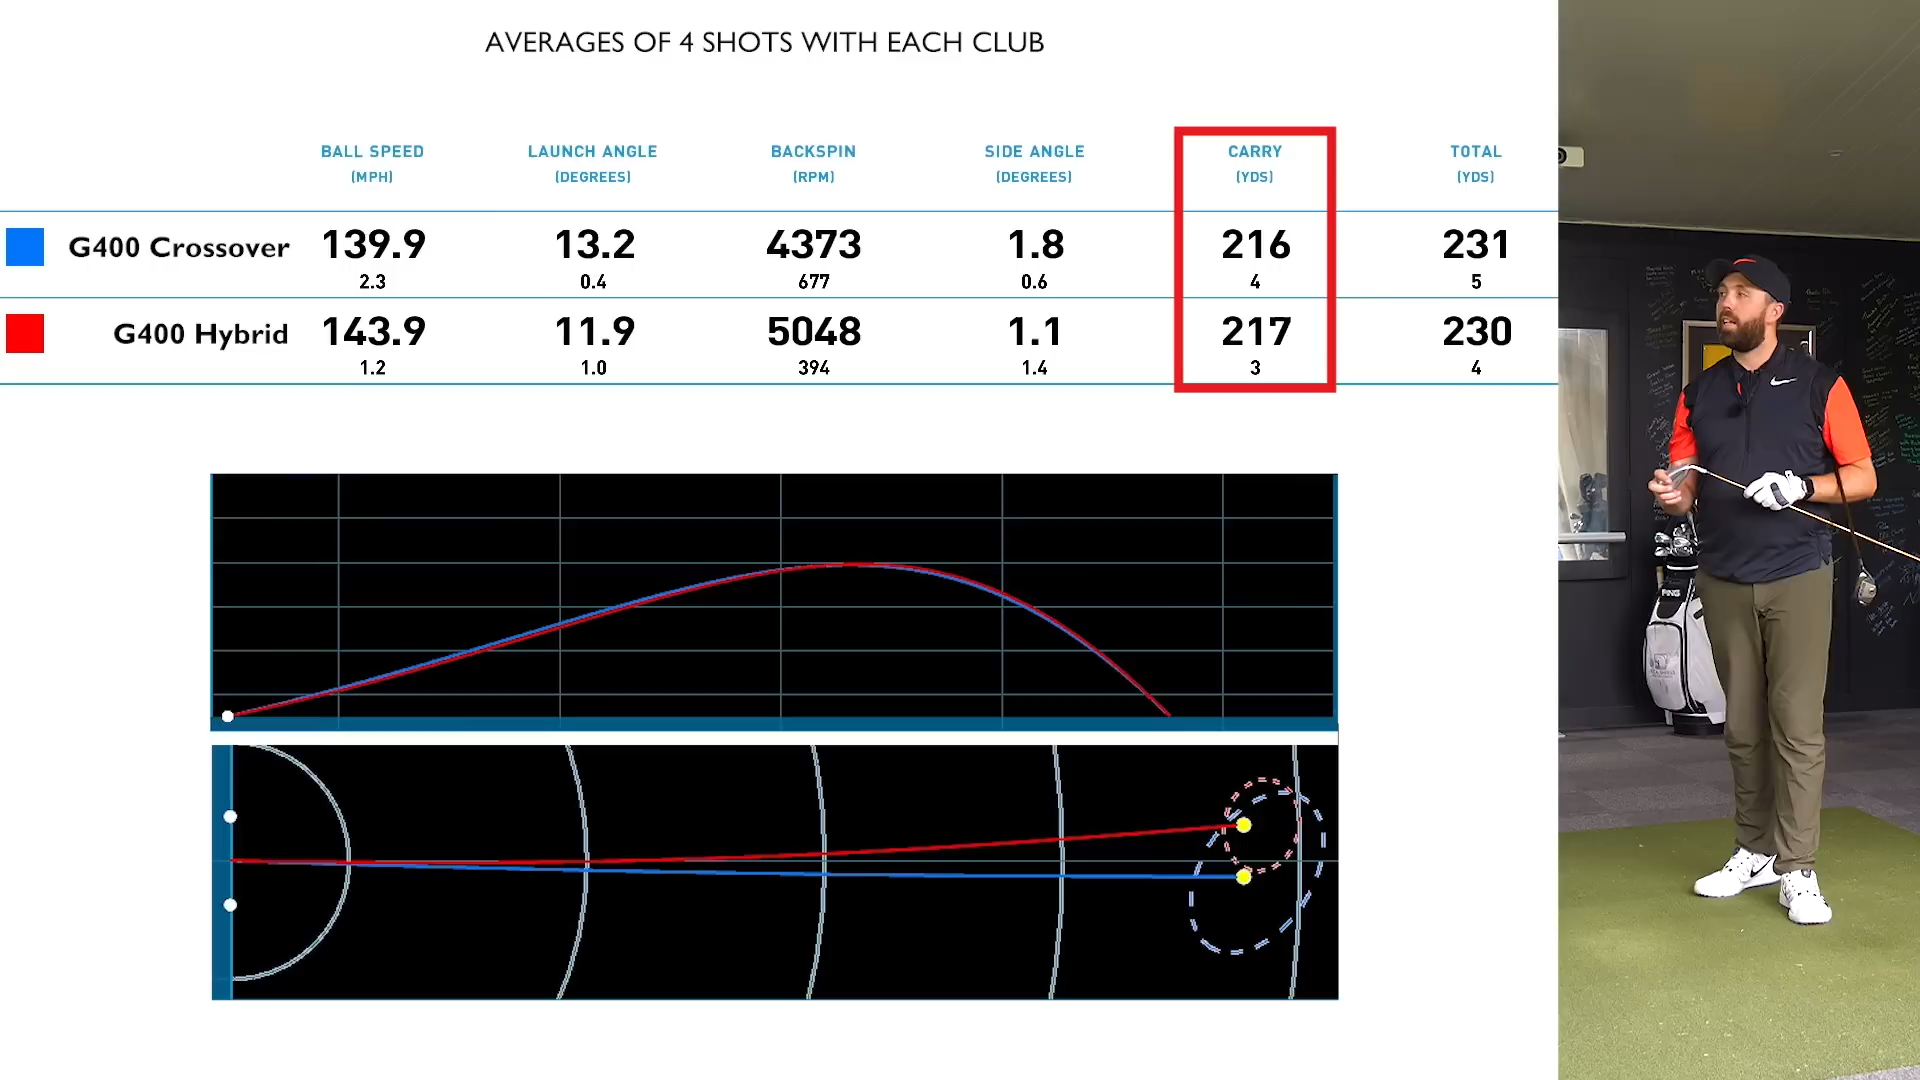 AVERAGES OF 4 SHOTS WITH EACH CLUB
BALL SPEED LAUNCH ANGLE BACKSPIN SIDE ANGLE CARRY TOTAL
(MPH) (DEGREES) (RPM) (DEGREES) (YDS) (YDS)
G400 Crossover 139.9 13.2 4373 1.8 216 231
2.3 0.4 677 0.6 4 5
G400 Hybrid 143.9 11.9 5048 1.1 217 230
1.2 1.0 394 1.4 3 4
PING